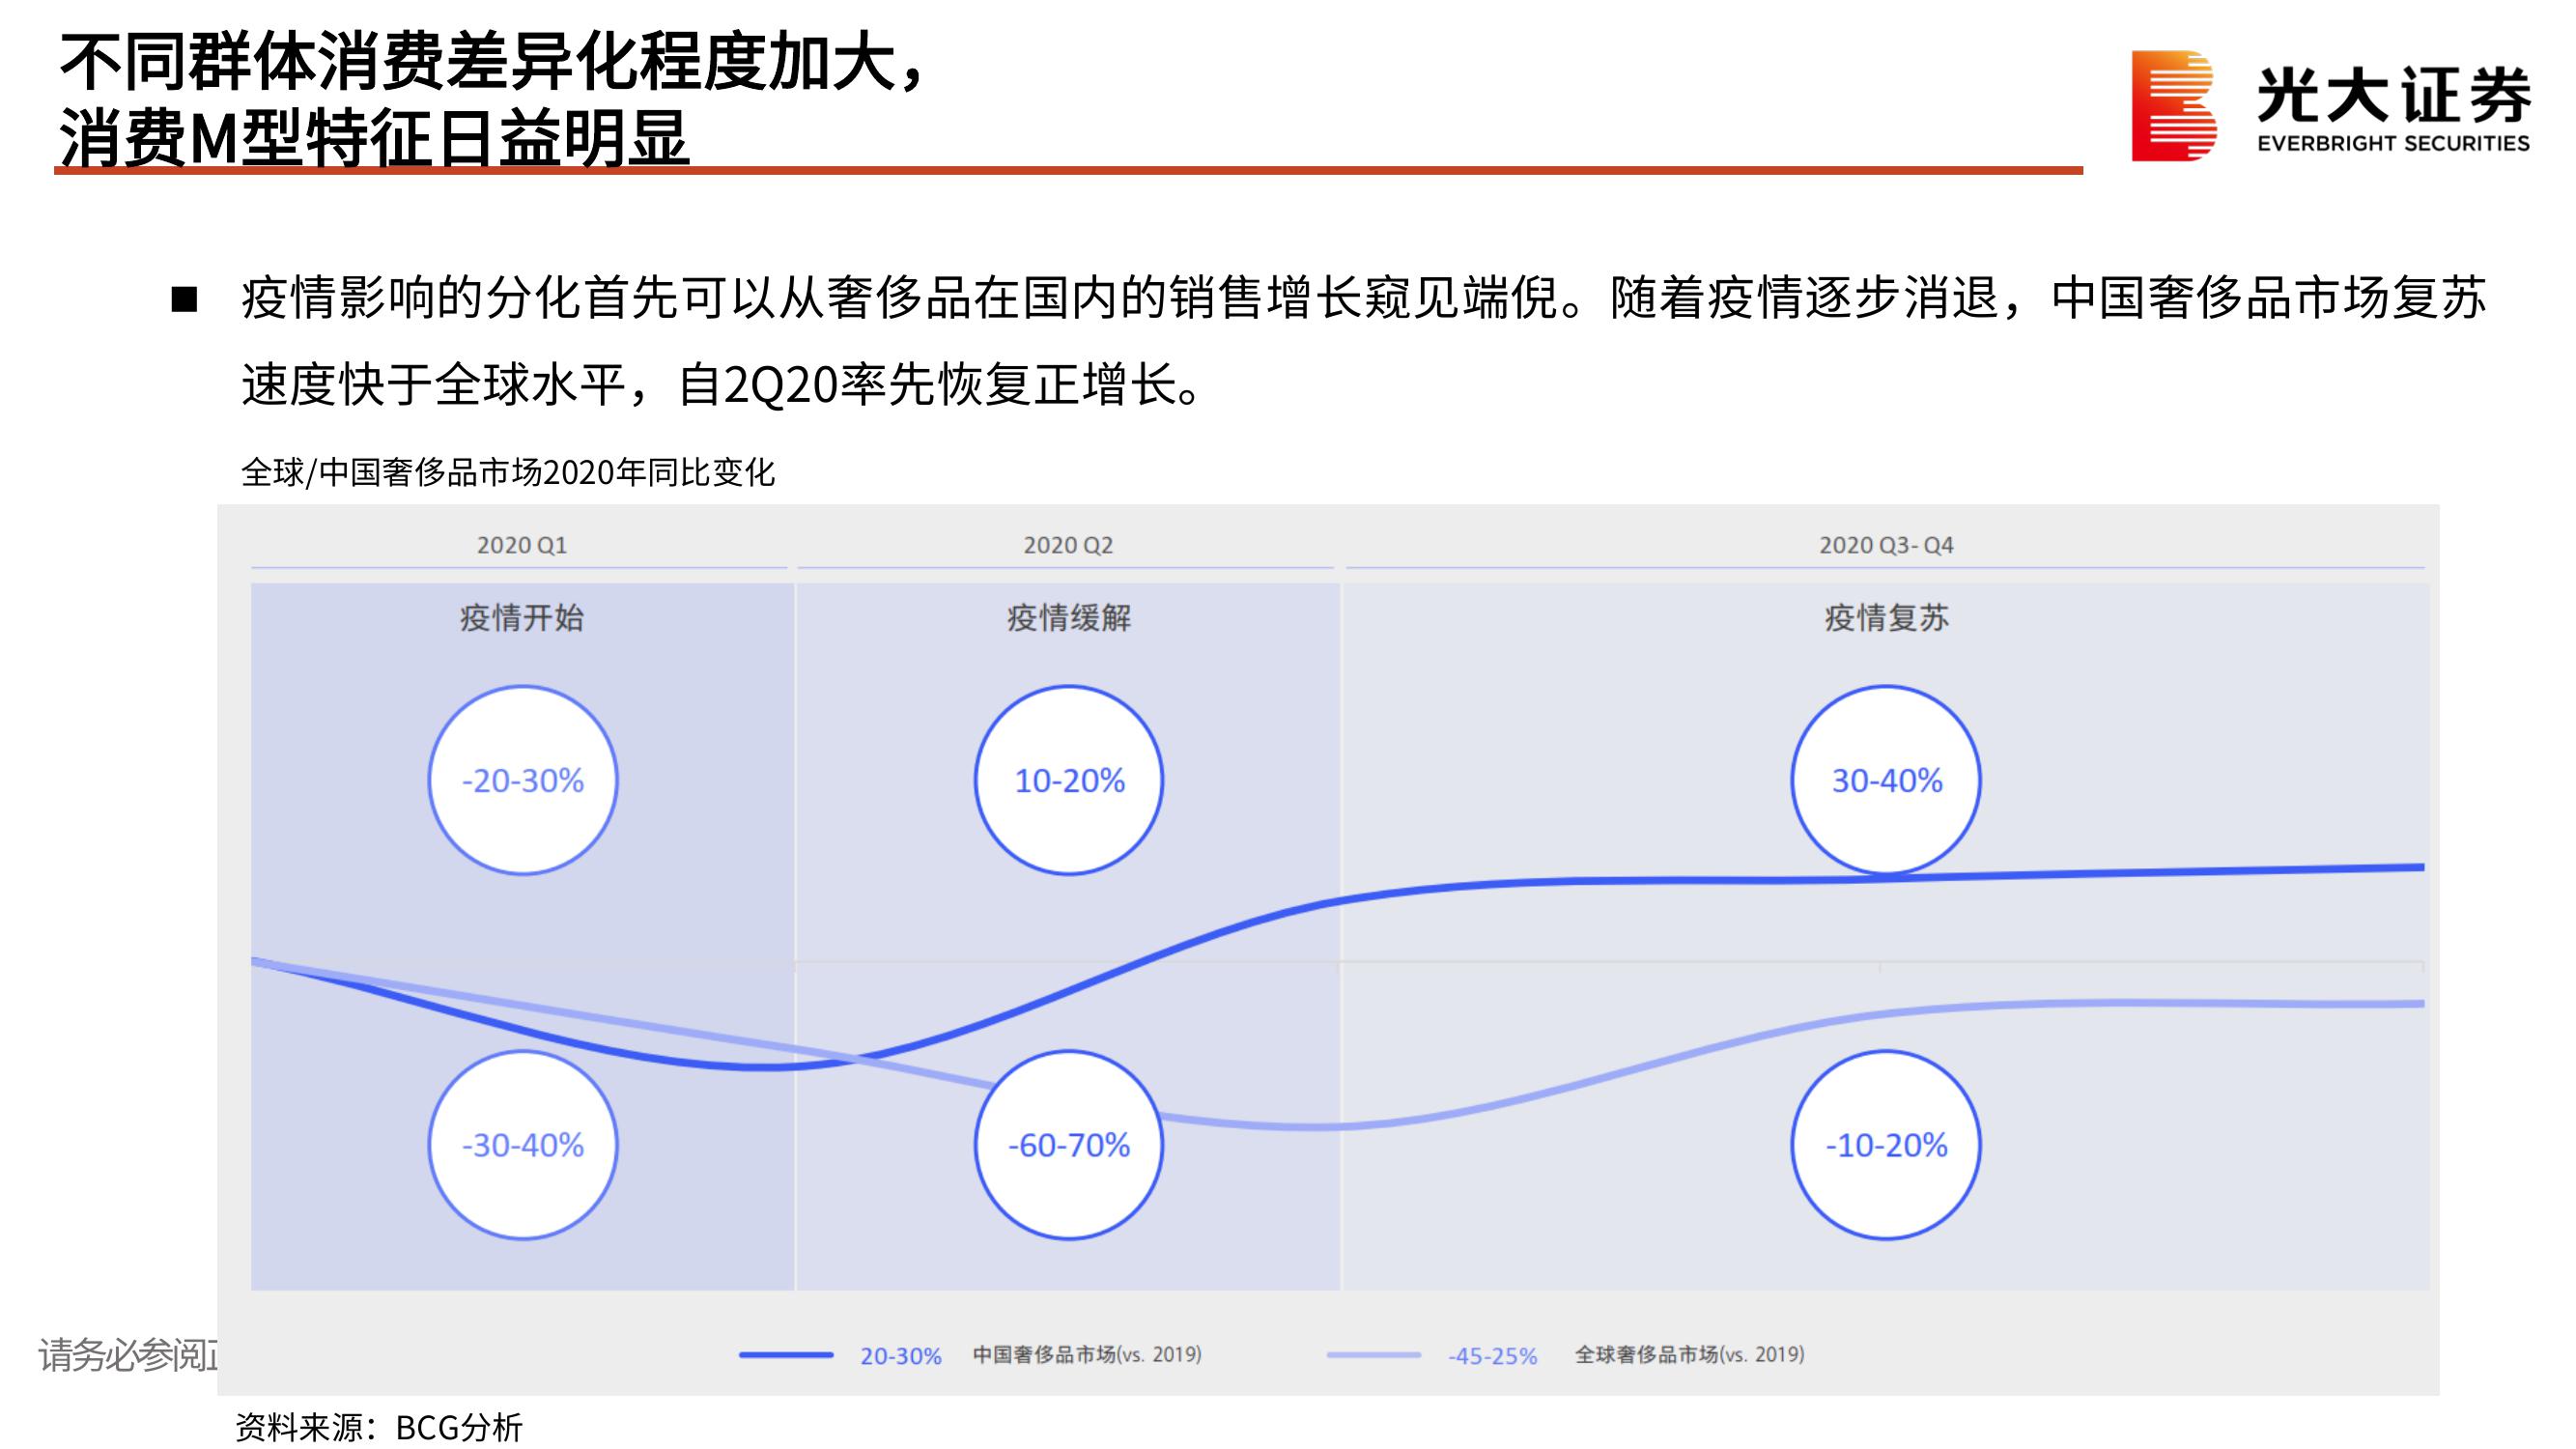 不同群体消费差异化程度加大，
消费M型特征日益明显
光大证券
EVERBRIGHT SECURITIES
■ 疫情影响的分化首先可以从奢侈品在国内的销售增长窥见端倪。随着疫情逐步消退，中国奢侈品市场复苏
速度快于全球水平，自2Q20率先恢复正增长。
全球/中国奢侈品市场2020年同比变化
2020 Q1
2020 Q2
2020 Q3- Q4
疫情开始
疫情缓解
疫情复苏
-20-30%
10-20%
30-40%
-30-40%
-60-70%
-10-20%
20-30% 中国奢侈品市场(vs. 2019)
-45-25% 全球奢侈品市场(vs. 2019)
请务必参阅
资料来源：BCG分析